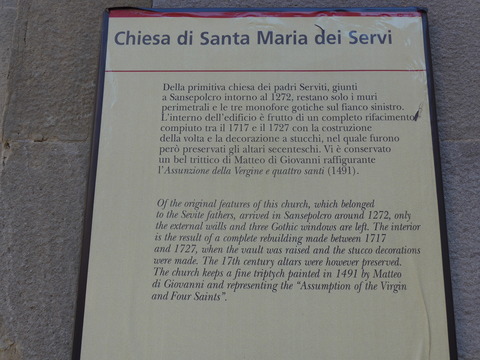 Chiesa di Santa Maria dei Servi
Della primitiva chiesa dei padri Serviti, giunti
a Sansepolcro intorno al 1272, restano solo i muri
perimetrali e le tre monofore gotiche sul fianco sinistro.
L'interno dell'edificio è frutto di un completo rifacimento
compiuto tra il 1717 e il 1727 con la costruzione
della volta e la decorazione a stucchi, nel quale furono
però preservati gli altari secenteschi. Vi è conservato
un bel trittico di Matteo di Giovanni raffigurante
l'Assunzione della Vergine e quattro santi (1491).
Of the original features of this church, which belonged
to the Sevite fathers, arrived in Sansepolcro around 1272, only
the external walls and three Gothic windows are left. The interior
is the result of a complete rebuilding made between 1717
and 1727, when the vault was raised and the stucco decorations
were made. The 17th century altars were however preserved.
The church keeps a fine triptych painted in 1491 by Matteo
di Giovanni and representing the "Assumption of the Virgin
and Four Saints".